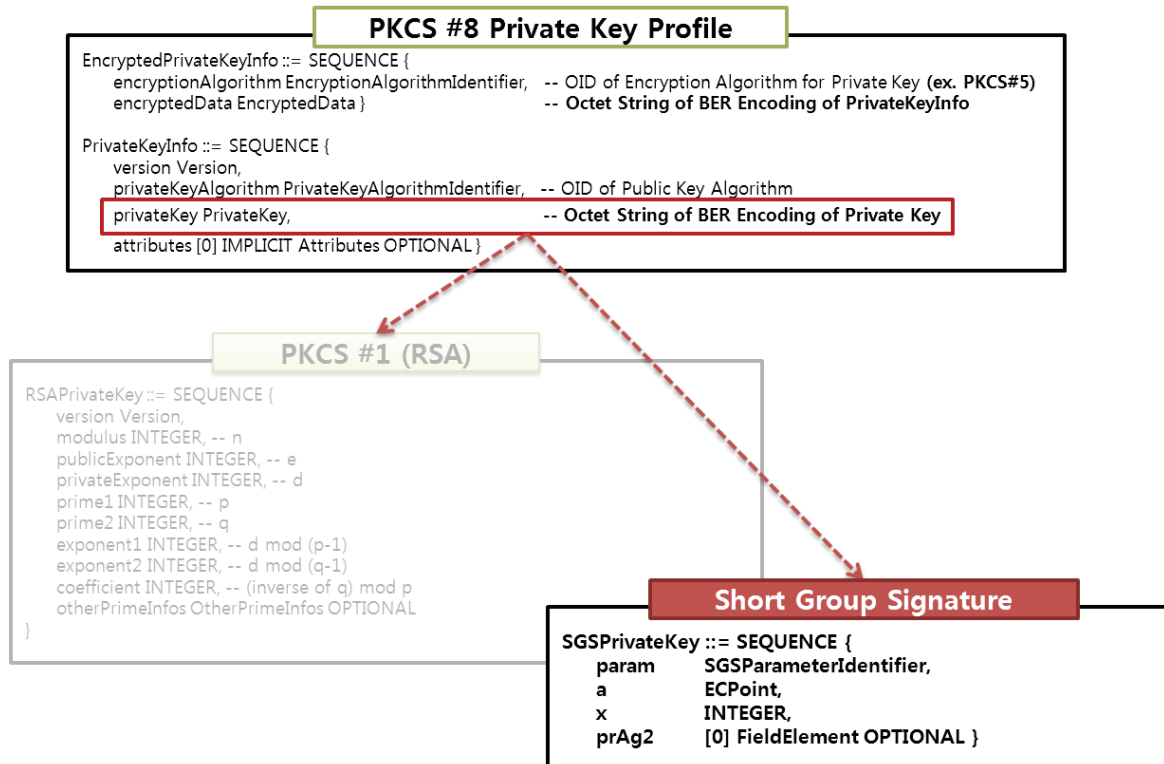 PKCS #8 Private Key Profile
EncryptedPrivateKeyInfo ::= SEQUENCE {
encryptionAlgorithm EncryptionAlgorithmIdentifier, -- OID of Encryption Algorithm for Private Key (ex. PKCS#5)
encryptedData EncryptedData } -- Octet String of BER Encoding of PrivateKeyInfo
PrivateKeyInfo ::= SEQUENCE {
version Version,
privateKeyAlgorithm PrivateKeyAlgorithmIdentifier, -- OID of Public Key Algorithm
privateKey PrivateKey, -- Octet String of BER Encoding of Private Key
attributes [0] IMPLICIT Attributes OPTIONAL }
PKCS #1 (RSA)
RSAPrivateKey ::= SEQUENCE {
version Version,
modulus INTEGER, -- n
publicExponent INTEGER, -- e
privateExponent INTEGER, -- d
prime1 INTEGER, -- p
prime2 INTEGER, -- q
exponent1 INTEGER, -- d mod (p-1)
exponent2 INTEGER, -- d mod (q-1)
coefficient INTEGER, -- (inverse of q) mod p
otherPrimeInfos OtherPrimeInfos OPTIONAL
}
Short Group Signature
SGSPrivateKey ::= SEQUENCE {
param SGSParameterIdentifier,
a ECPoint,
x INTEGER,
prAg2 [0] FieldElement OPTIONAL }